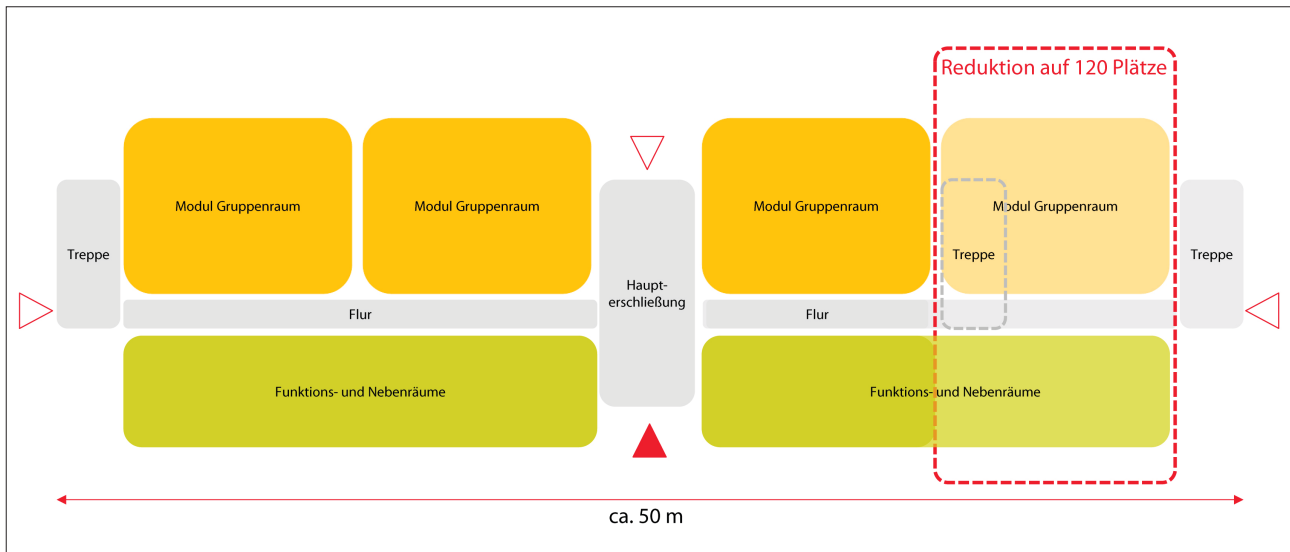 Reduktion auf 120 Plätze
Modul Gruppenraum
Modul Gruppenraum
Modul Gruppenraum
Modul Gruppenraum
Treppe
Haupt-
erschließung
Treppe
Treppe
Flur
Flur
Funktions- und Nebenräume
Funktions- und Nebenräume
ca. 50 m